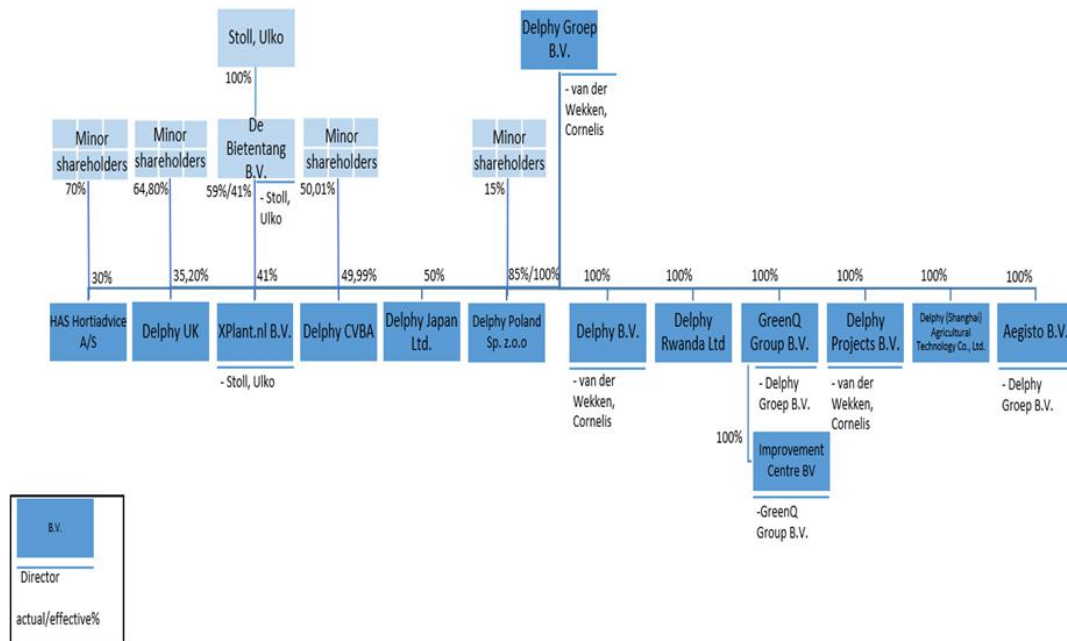 Stoll, Ulko
100%
Delphy Groep
B.V.
- van der
Wekken,
Cornelis
Minor
shareholders
70%
Minor
shareholders
64,80%
De
Bietentang
B.V.
59%/41%
- Stoll,
Ulko
Minor
shareholders
50,01%
Minor
shareholders
15%
30%
35,20%
41%
49,99%
50%
85%/100%
100%
100%
100%
100%
100%
100%
HAS Hortiadvice
A/S
Delphy UK
XPlant.nl B.V.
- Stoll, Ulko
Delphy CVBA
Delphy Japan
Ltd.
Delphy Poland
Sp. z.o.o
Delphy B.V.
- van der
Wekken,
Cornelis
Delphy
Rwanda Ltd
GreenQ
Group B.V.
- Delphy
Groep B.V.
Delphy
Projects B.V.
- van der
Wekken,
Cornelis
Delphy (Shanghai)
Agricultural
Technology Co., Ltd.
Aegisto B.V.
- Delphy
Groep B.V.
100%
Improvement
Centre BV
-GreenQ
Group B.V.
B.V.
Director
actual/effective%